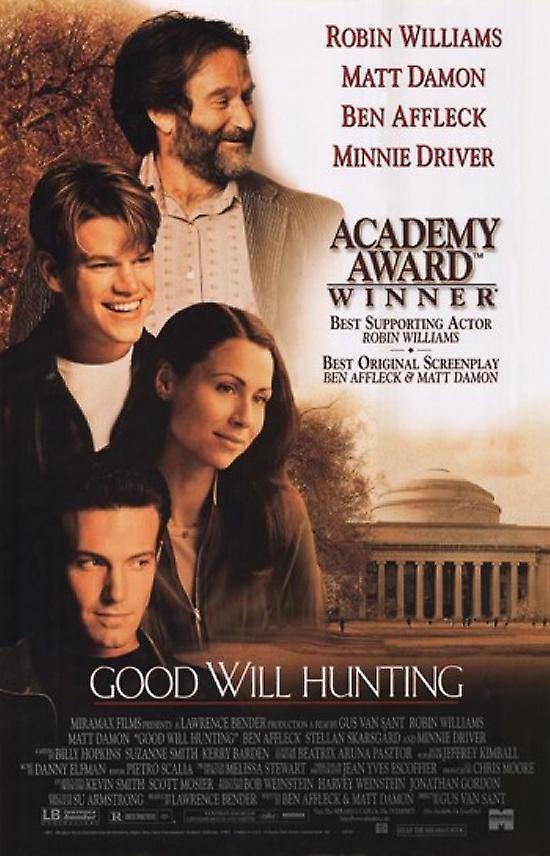 ROBIN WILLIAMS
MATT DAMON
BEN AFFLECK
MINNIE DRIVER
ACADEMY
AWARD™
WINNER
BEST SUPPORTING ACTOR
ROBIN WILLIAMS
BEST ORIGINAL SCREENPLAY
BEN AFFLECK & MATT DAMON
GOOD WILL HUNTING
MIRAMAX FILMS PRESENTS A LAWRENCE BENDER PRODUCTION A FILM BY GUS VAN SANT ROBIN WILLIAMS
MATT DAMON "GOOD WILL HUNTING" BEN AFFLECK STELLAN SKARSGARD AND MINNIE DRIVER
BILLY HOPKINS SUZANNE SMITH KERRY BARDEN BEATRIX ARUNA PASZTOR JEFFREY KIMBALL
DANNY ELFMAN PIETRO SCALIA MELISSA STEWART JEAN YVES ESCOFFIER CHRIS MOORE
KEVIN SMITH SCOTT MOSIER BOB WEINSTEIN HARVEY WEINSTEIN JONATHAN GORDON
SU ARMSTRONG LAWRENCE BENDER BEN AFFLECK & MATT DAMON GUS VAN SANT
LB
R RESTRICTED